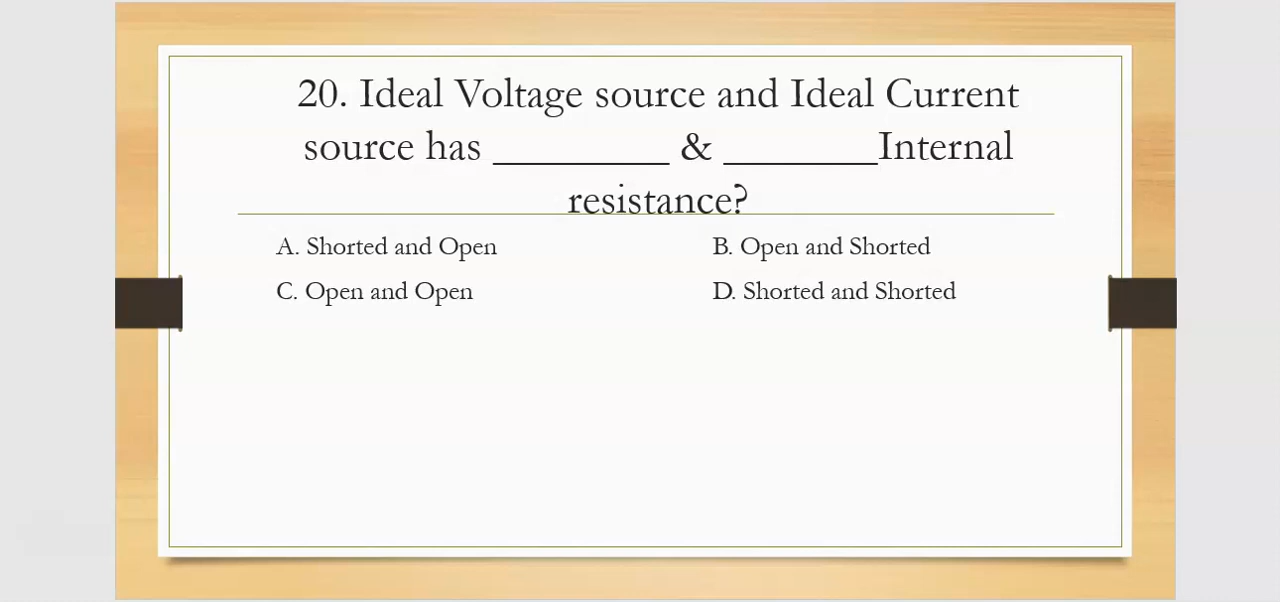 20. Ideal Voltage source and Ideal Current
source has ________ & _______Internal
resistance?
A. Shorted and Open
B. Open and Shorted
C. Open and Open
D. Shorted and Shorted